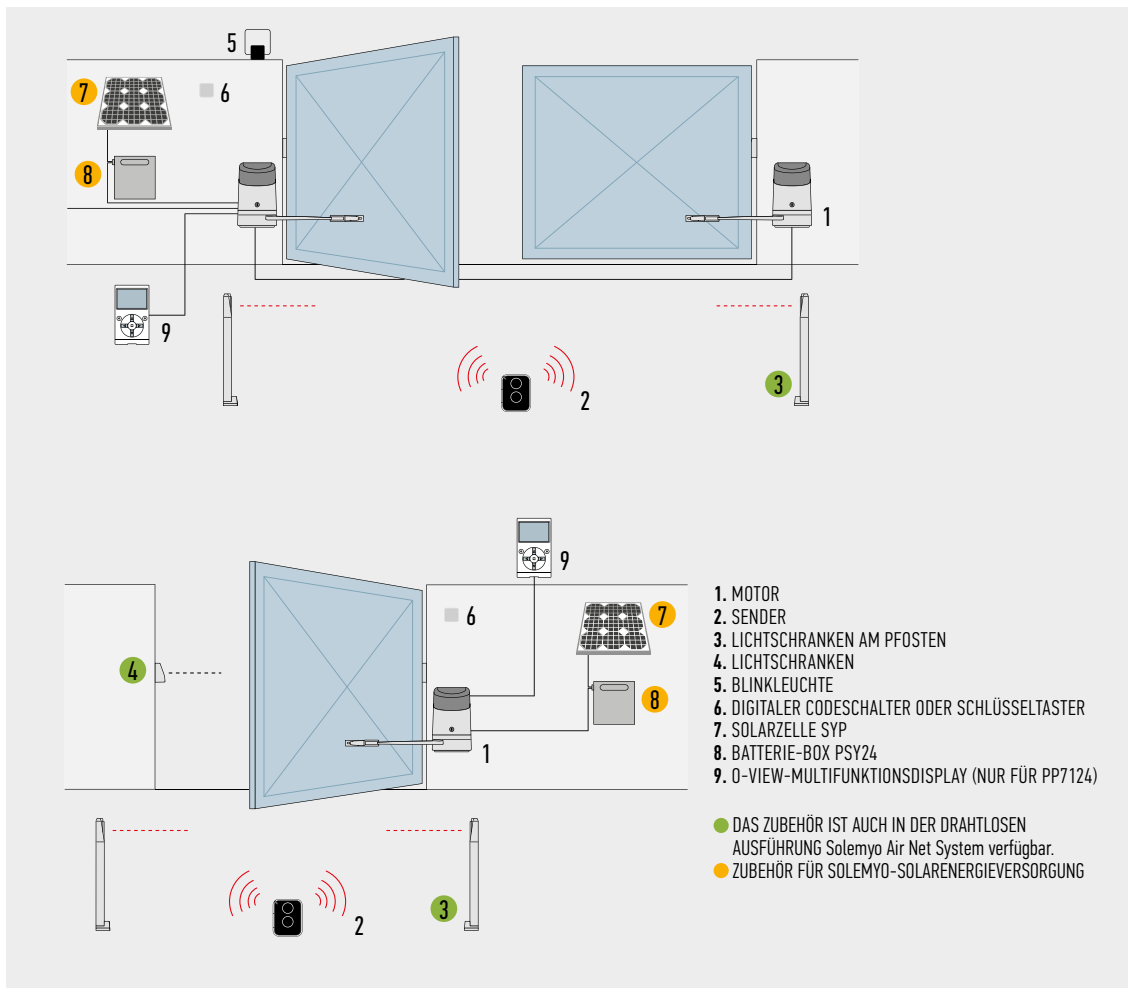 5
7
6
8
1
9
3
2
9
6
7
4
8
1
3
2
1. MOTOR
2. SENDER
3. LICHTSCHRANKEN AM PFOSTEN
4. LICHTSCHRANKEN
5. BLINKLEUCHTE
6. DIGITALER CODESCHALTER ODER SCHLÜSSELTASTER
7. SOLARZELLE SYP
8. BATTERIE-BOX PSY24
9. O-VIEW-MULTIFUNKTIONSDISPLAY (NUR FÜR PP7124)
DAS ZUBEHÖR IST AUCH IN DER DRAHTLOSEN
AUSFÜHRUNG Solemyo Air Net System verfügbar.
ZUBEHÖR FÜR SOLEMYO-SOLARENERGIEVERSORGUNG